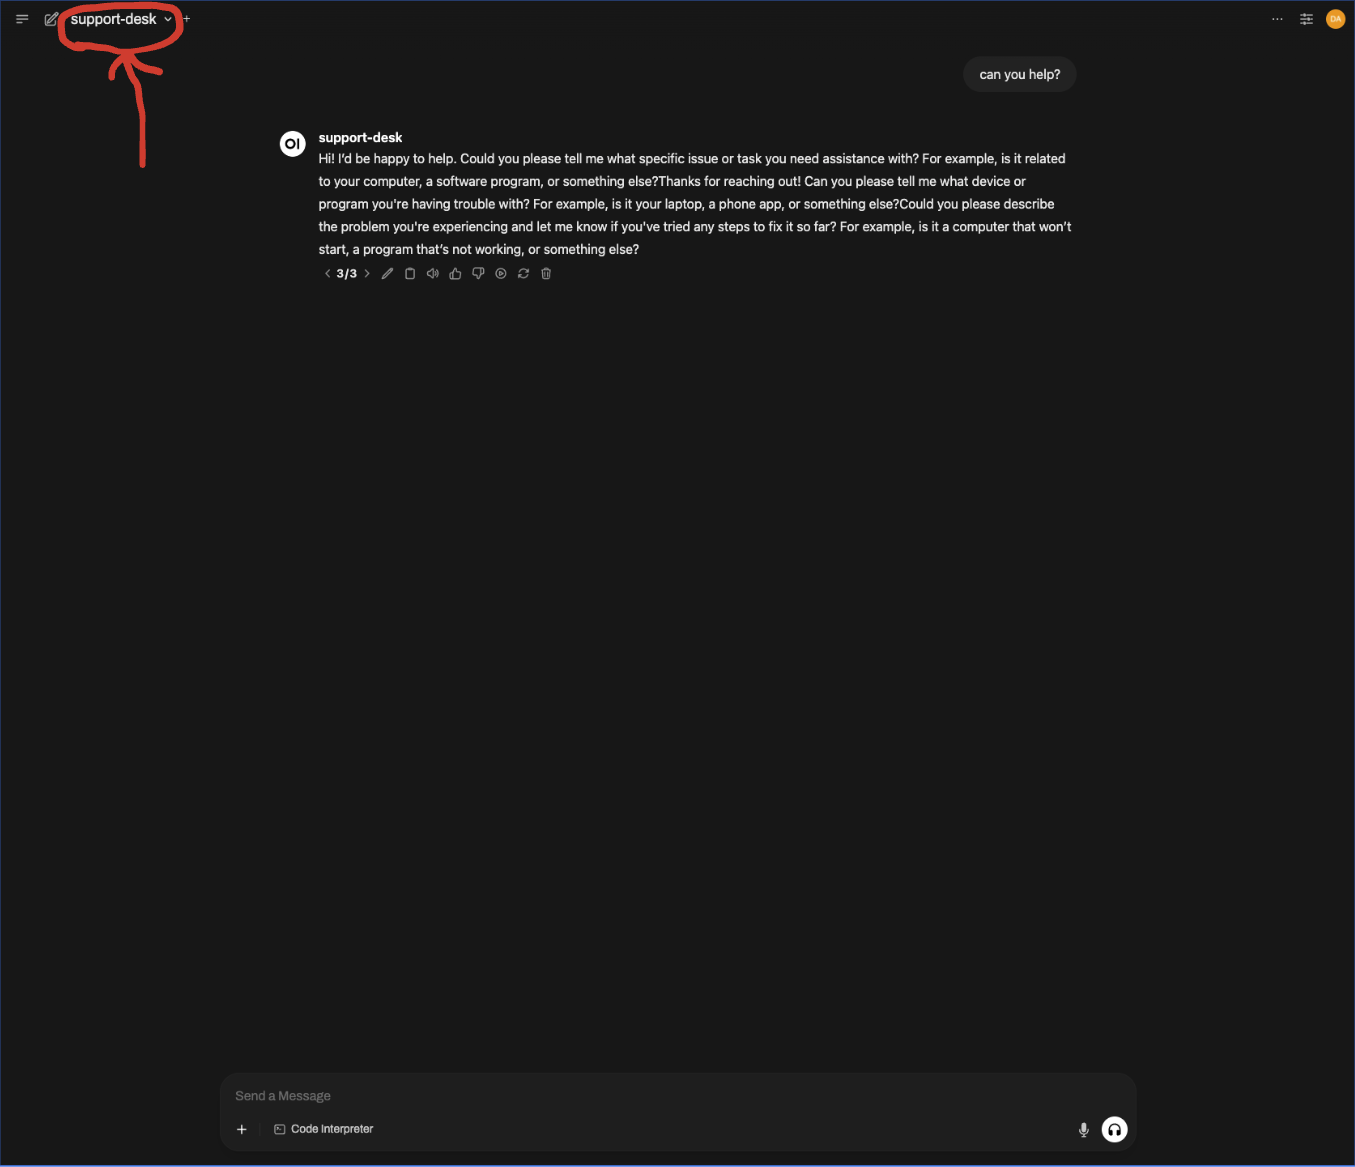 support-desk
DA
can you help?
OI
support-desk
Hi! I’d be happy to help. Could you please tell me what specific issue or task you need assistance with? For example, is it related
to your computer, a software program, or something else?Thanks for reaching out! Can you please tell me what device or
program you're having trouble with? For example, is it your laptop, a phone app, or something else?Could you please describe
the problem you're experiencing and let me know if you've tried any steps to fix it so far? For example, is it a computer that won’t
start, a program that’s not working, or something else?
3/3
Send a Message
Code Interpreter